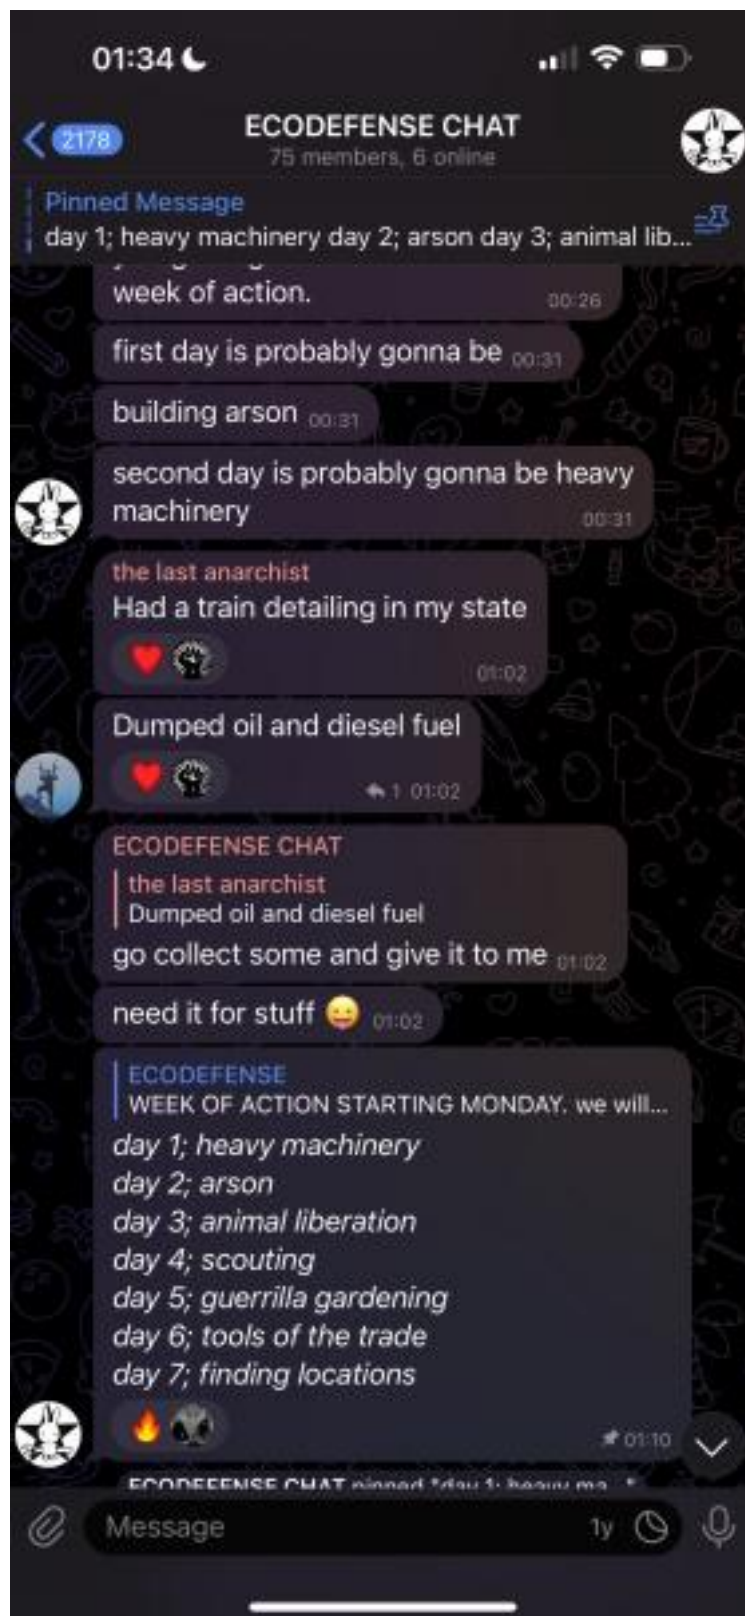 01:34
2178
ECODEFENSE CHAT
75 members, 6 online
Pinned Message
day 1; heavy machinery day 2; arson day 3; animal lib...
week of action.
00:26
first day is probably gonna be 00:31
building arson 00:31
second day is probably gonna be heavy
machinery
00:31
the last anarchist
Had a train detailing in my state
01:02
Dumped oil and diesel fuel
1 01:02
ECODEFENSE CHAT
the last anarchist
Dumped oil and diesel fuel
go collect some and give it to me 01:02
need it for stuff 😀 01:02
ECODEFENSE
WEEK OF ACTION STARTING MONDAY. we will...
day 1; heavy machinery
day 2; arson
day 3; animal liberation
day 4; scouting
day 5; guerrilla gardening
day 6; tools of the trade
day 7; finding locations
01:10
ECODEFENSE CHAT pinned "day 1; heavy ma..."
Message
1y